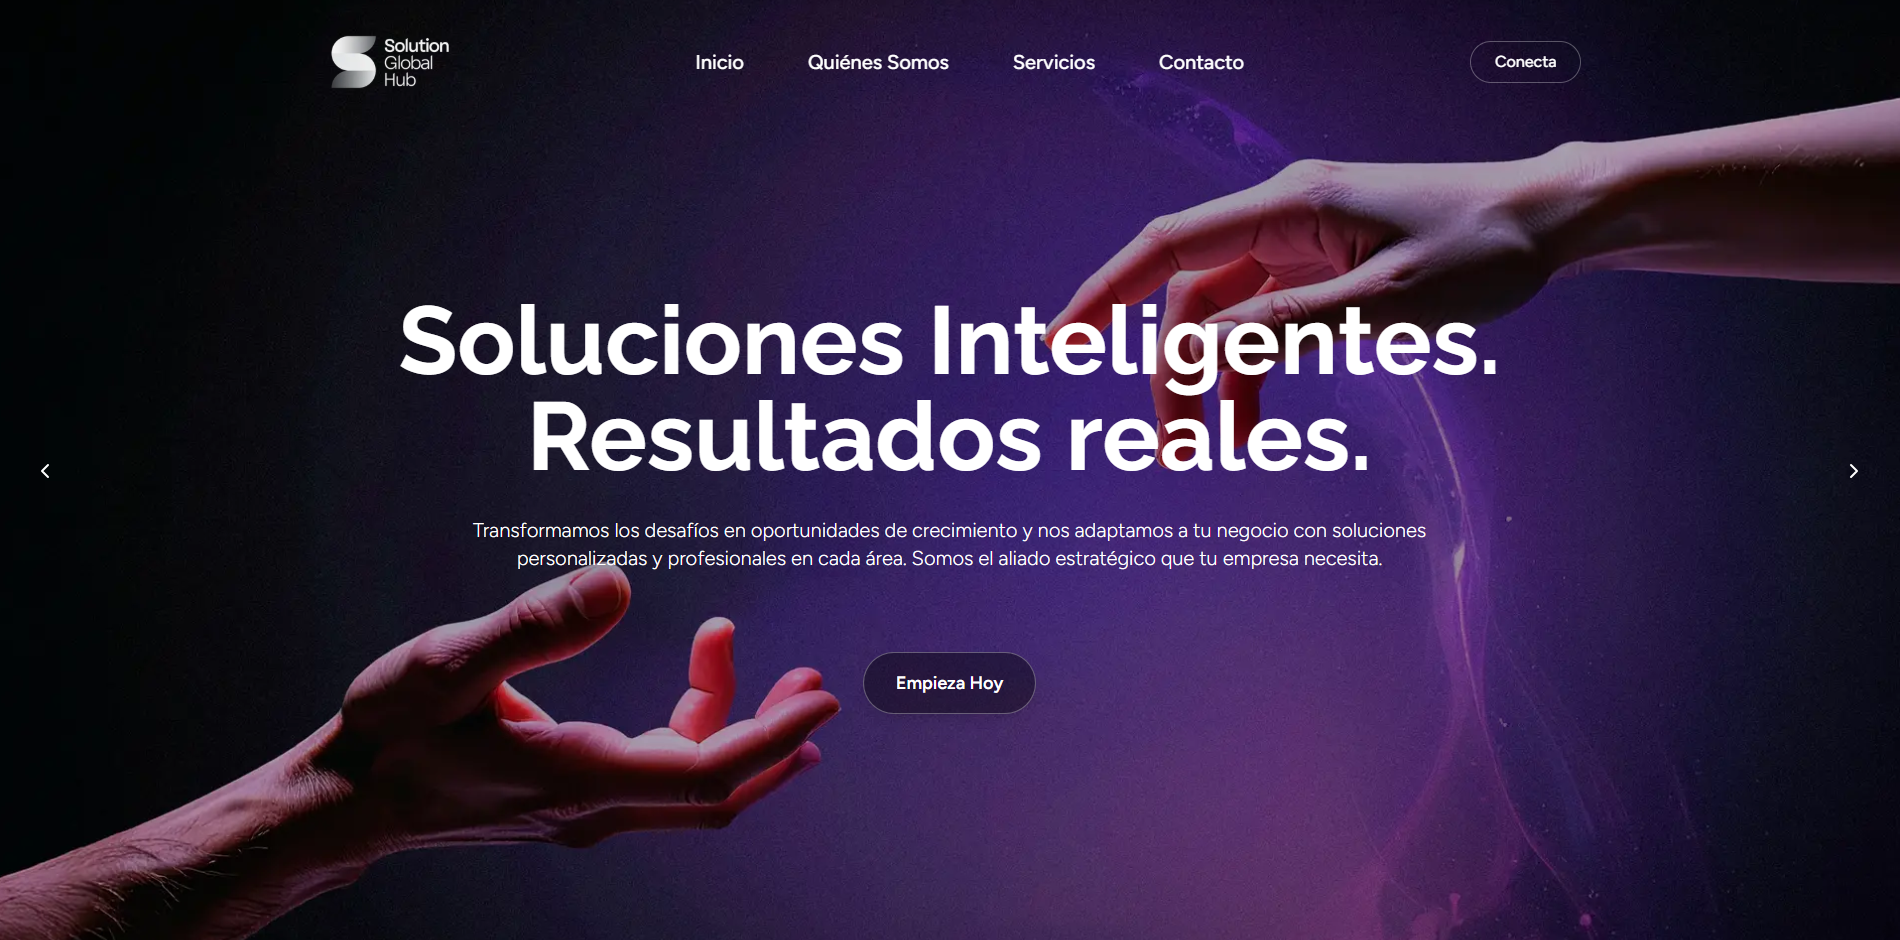 Solution
Global
Hub
Inicio
Quiénes Somos
Servicios
Contacto
Conecta
Soluciones Inteligentes.
Resultados reales.
Transformamos los desafíos en oportunidades de crecimiento y nos adaptamos a tu negocio con soluciones
personalizadas y profesionales en cada área. Somos el aliado estratégico que tu empresa necesita.
Empieza Hoy